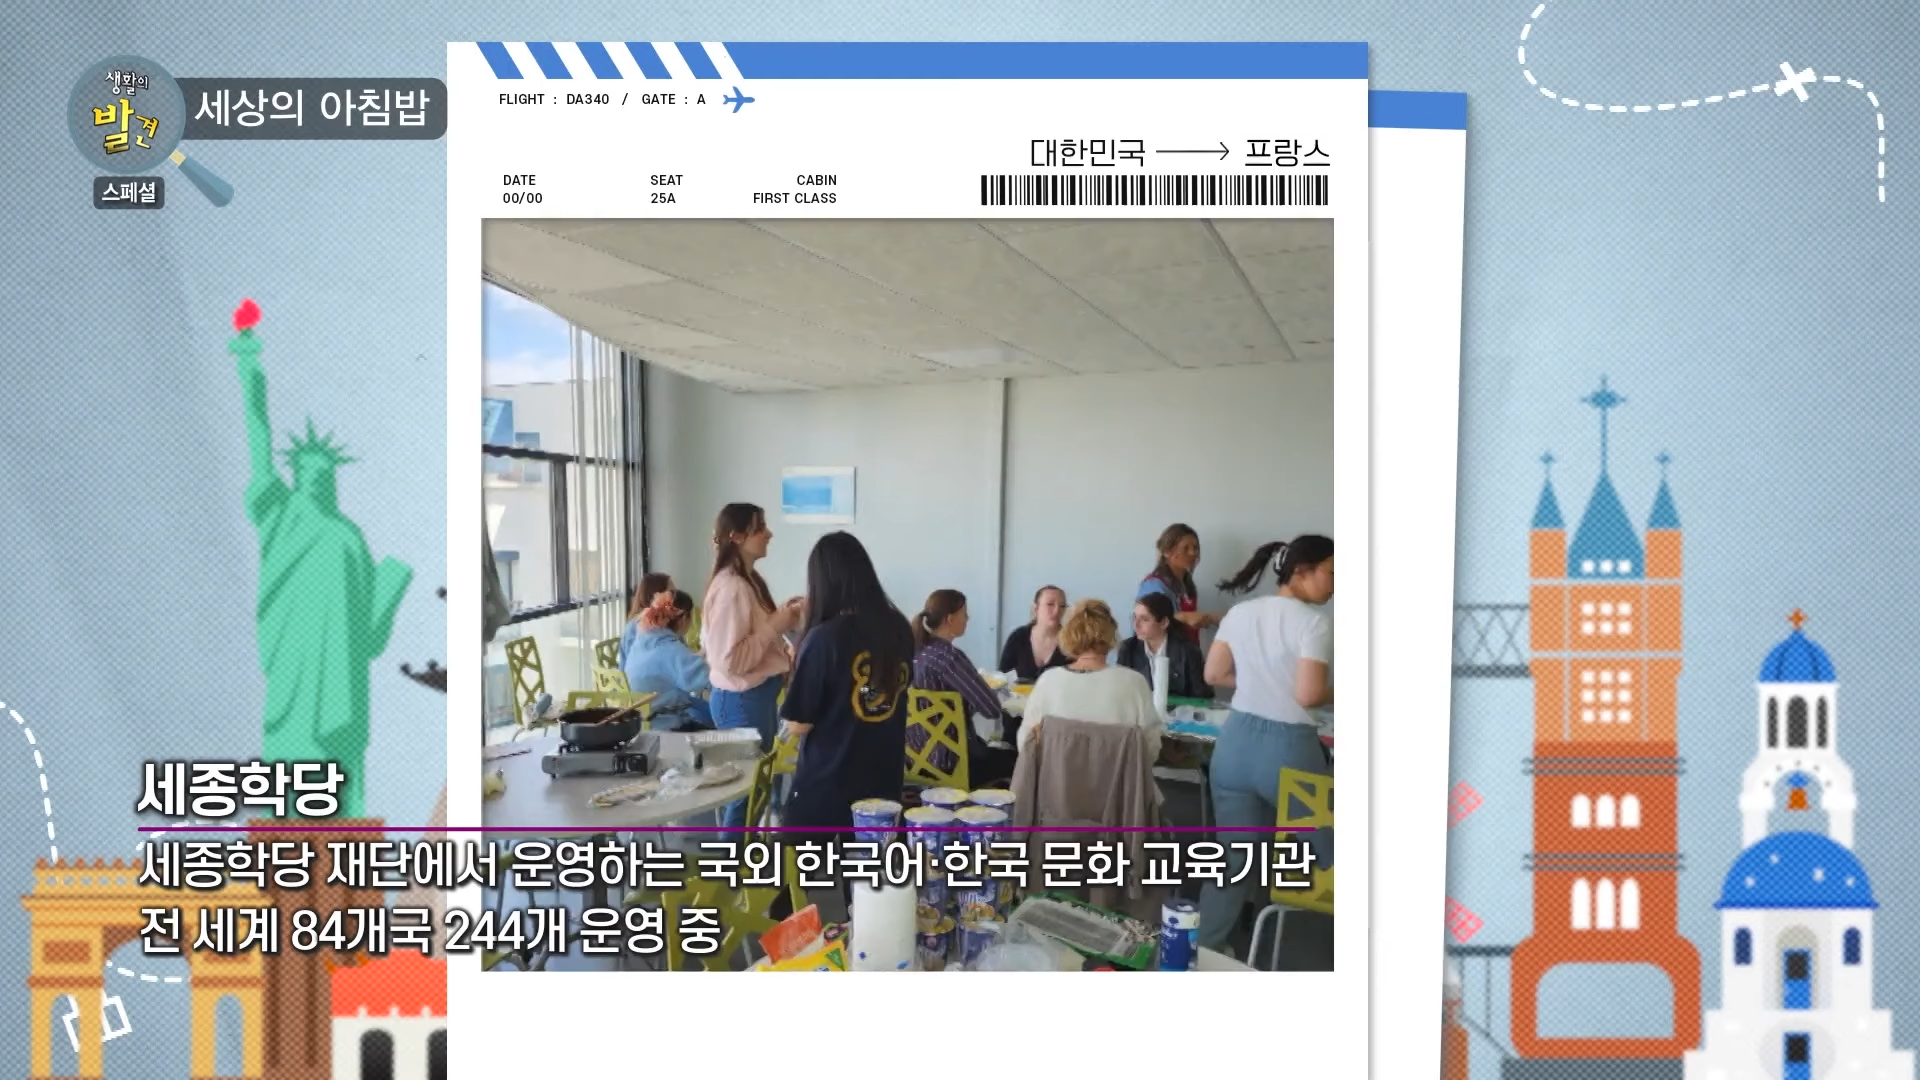 생활의
발견
스페셜
세상의 아침밥
FLIGHT : DA340 / GATE : A
대한민국 → 프랑스
DATE SEAT CABIN
00/00 25A FIRST CLASS
세종학당
세종학당 재단에서 운영하는 국외 한국어·한국 문화 교육기관
전 세계 84개국 244개 운영 중